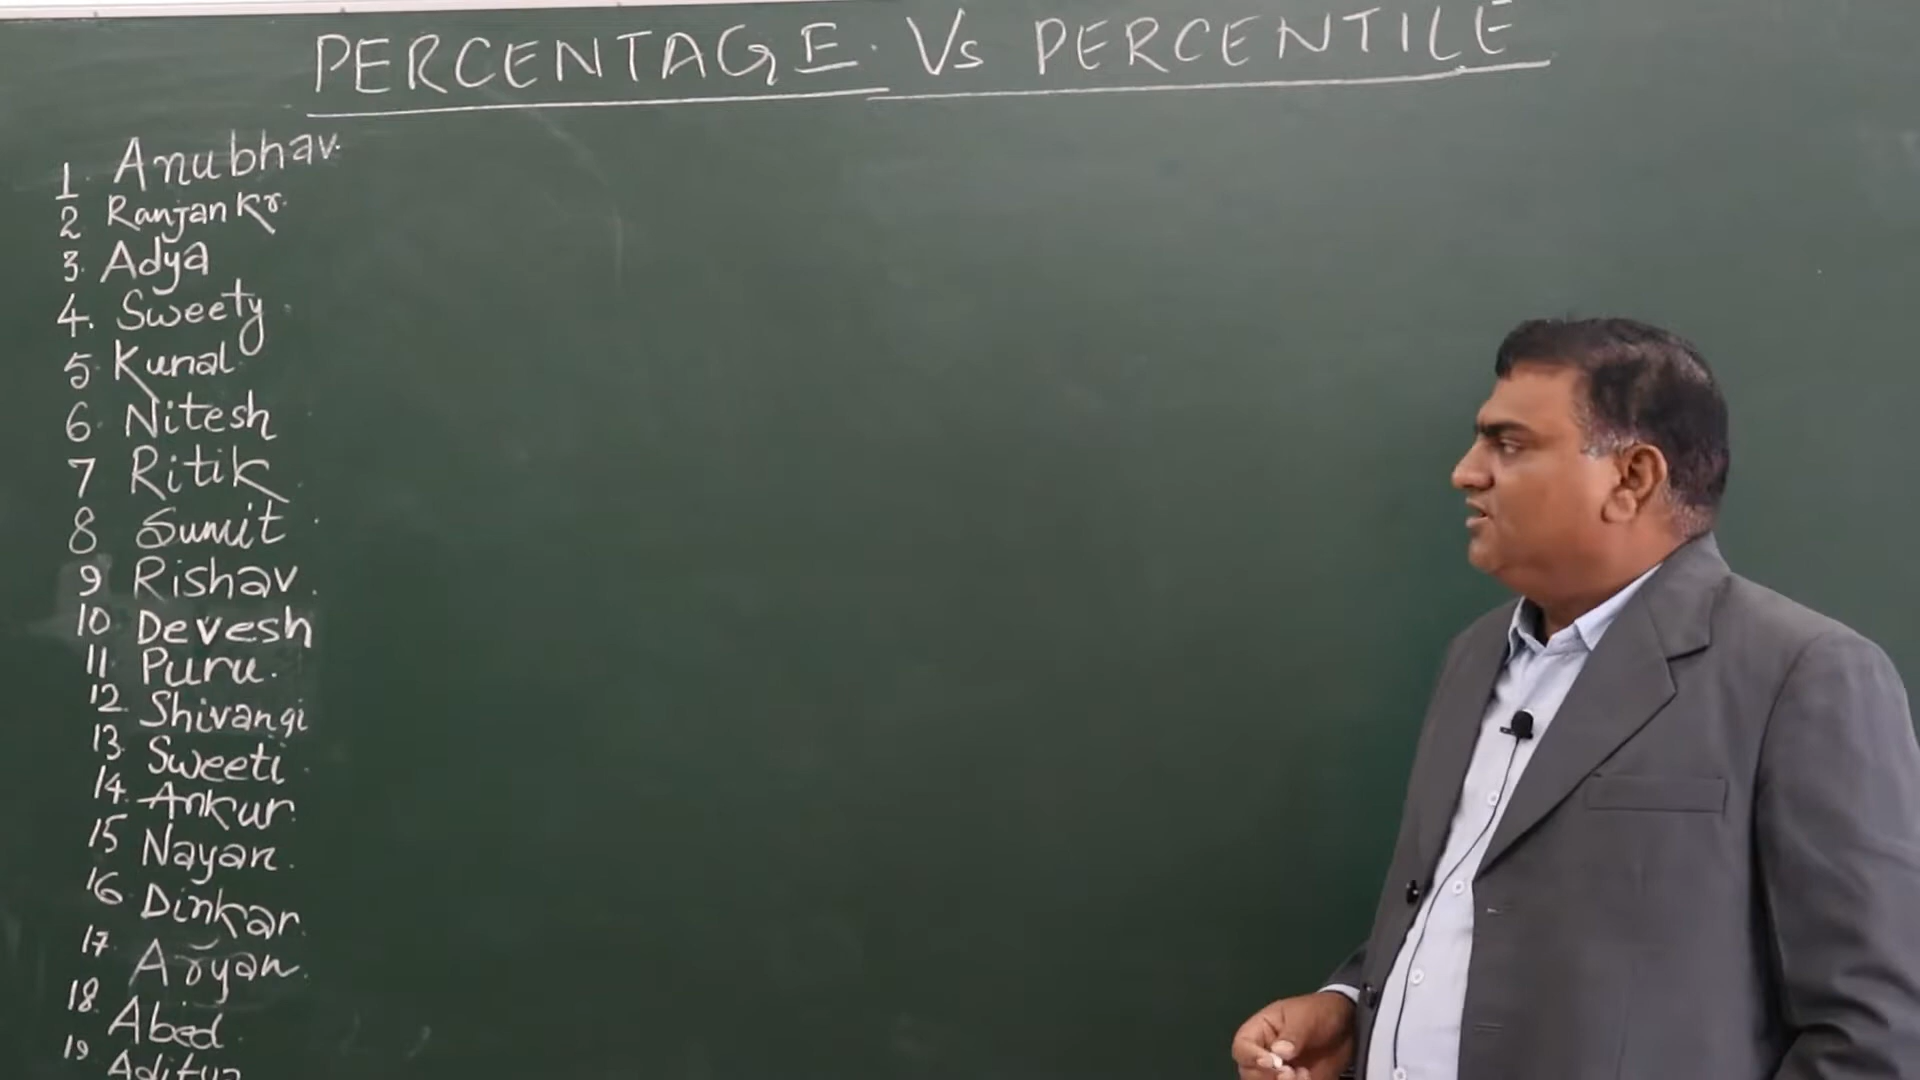 PERCENTAGE Vs PERCENTILE
1. Anubhav.
2 Ranjan Kr.
3. Adya
4. Sweety
5. Kunal
6. Nitesh
7 Ritik
8 Sumit
9 Rishav.
10 Devesh
11. Puru.
12. Shivangi
13. Sweeti
14. Ankur
15 Nayan.
16 Dinkar.
17. Aryan.
18. Abed
19 Aditya